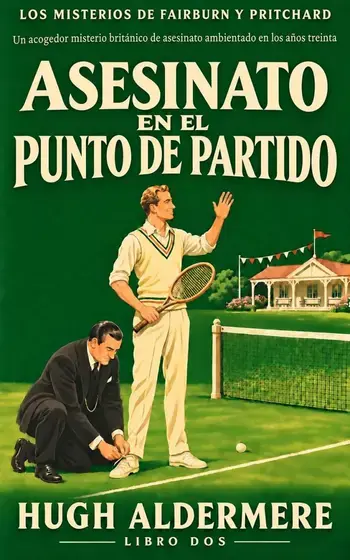 LOS MISTERIOS DE FAIRBURN Y PRITCHARD
Un acogedor misterio británico de asesinato ambientado en los años treinta
ASESINATO
EN EL
PUNTO DE PARTIDO
HUGH ALDERMERE
LIBRO DOS